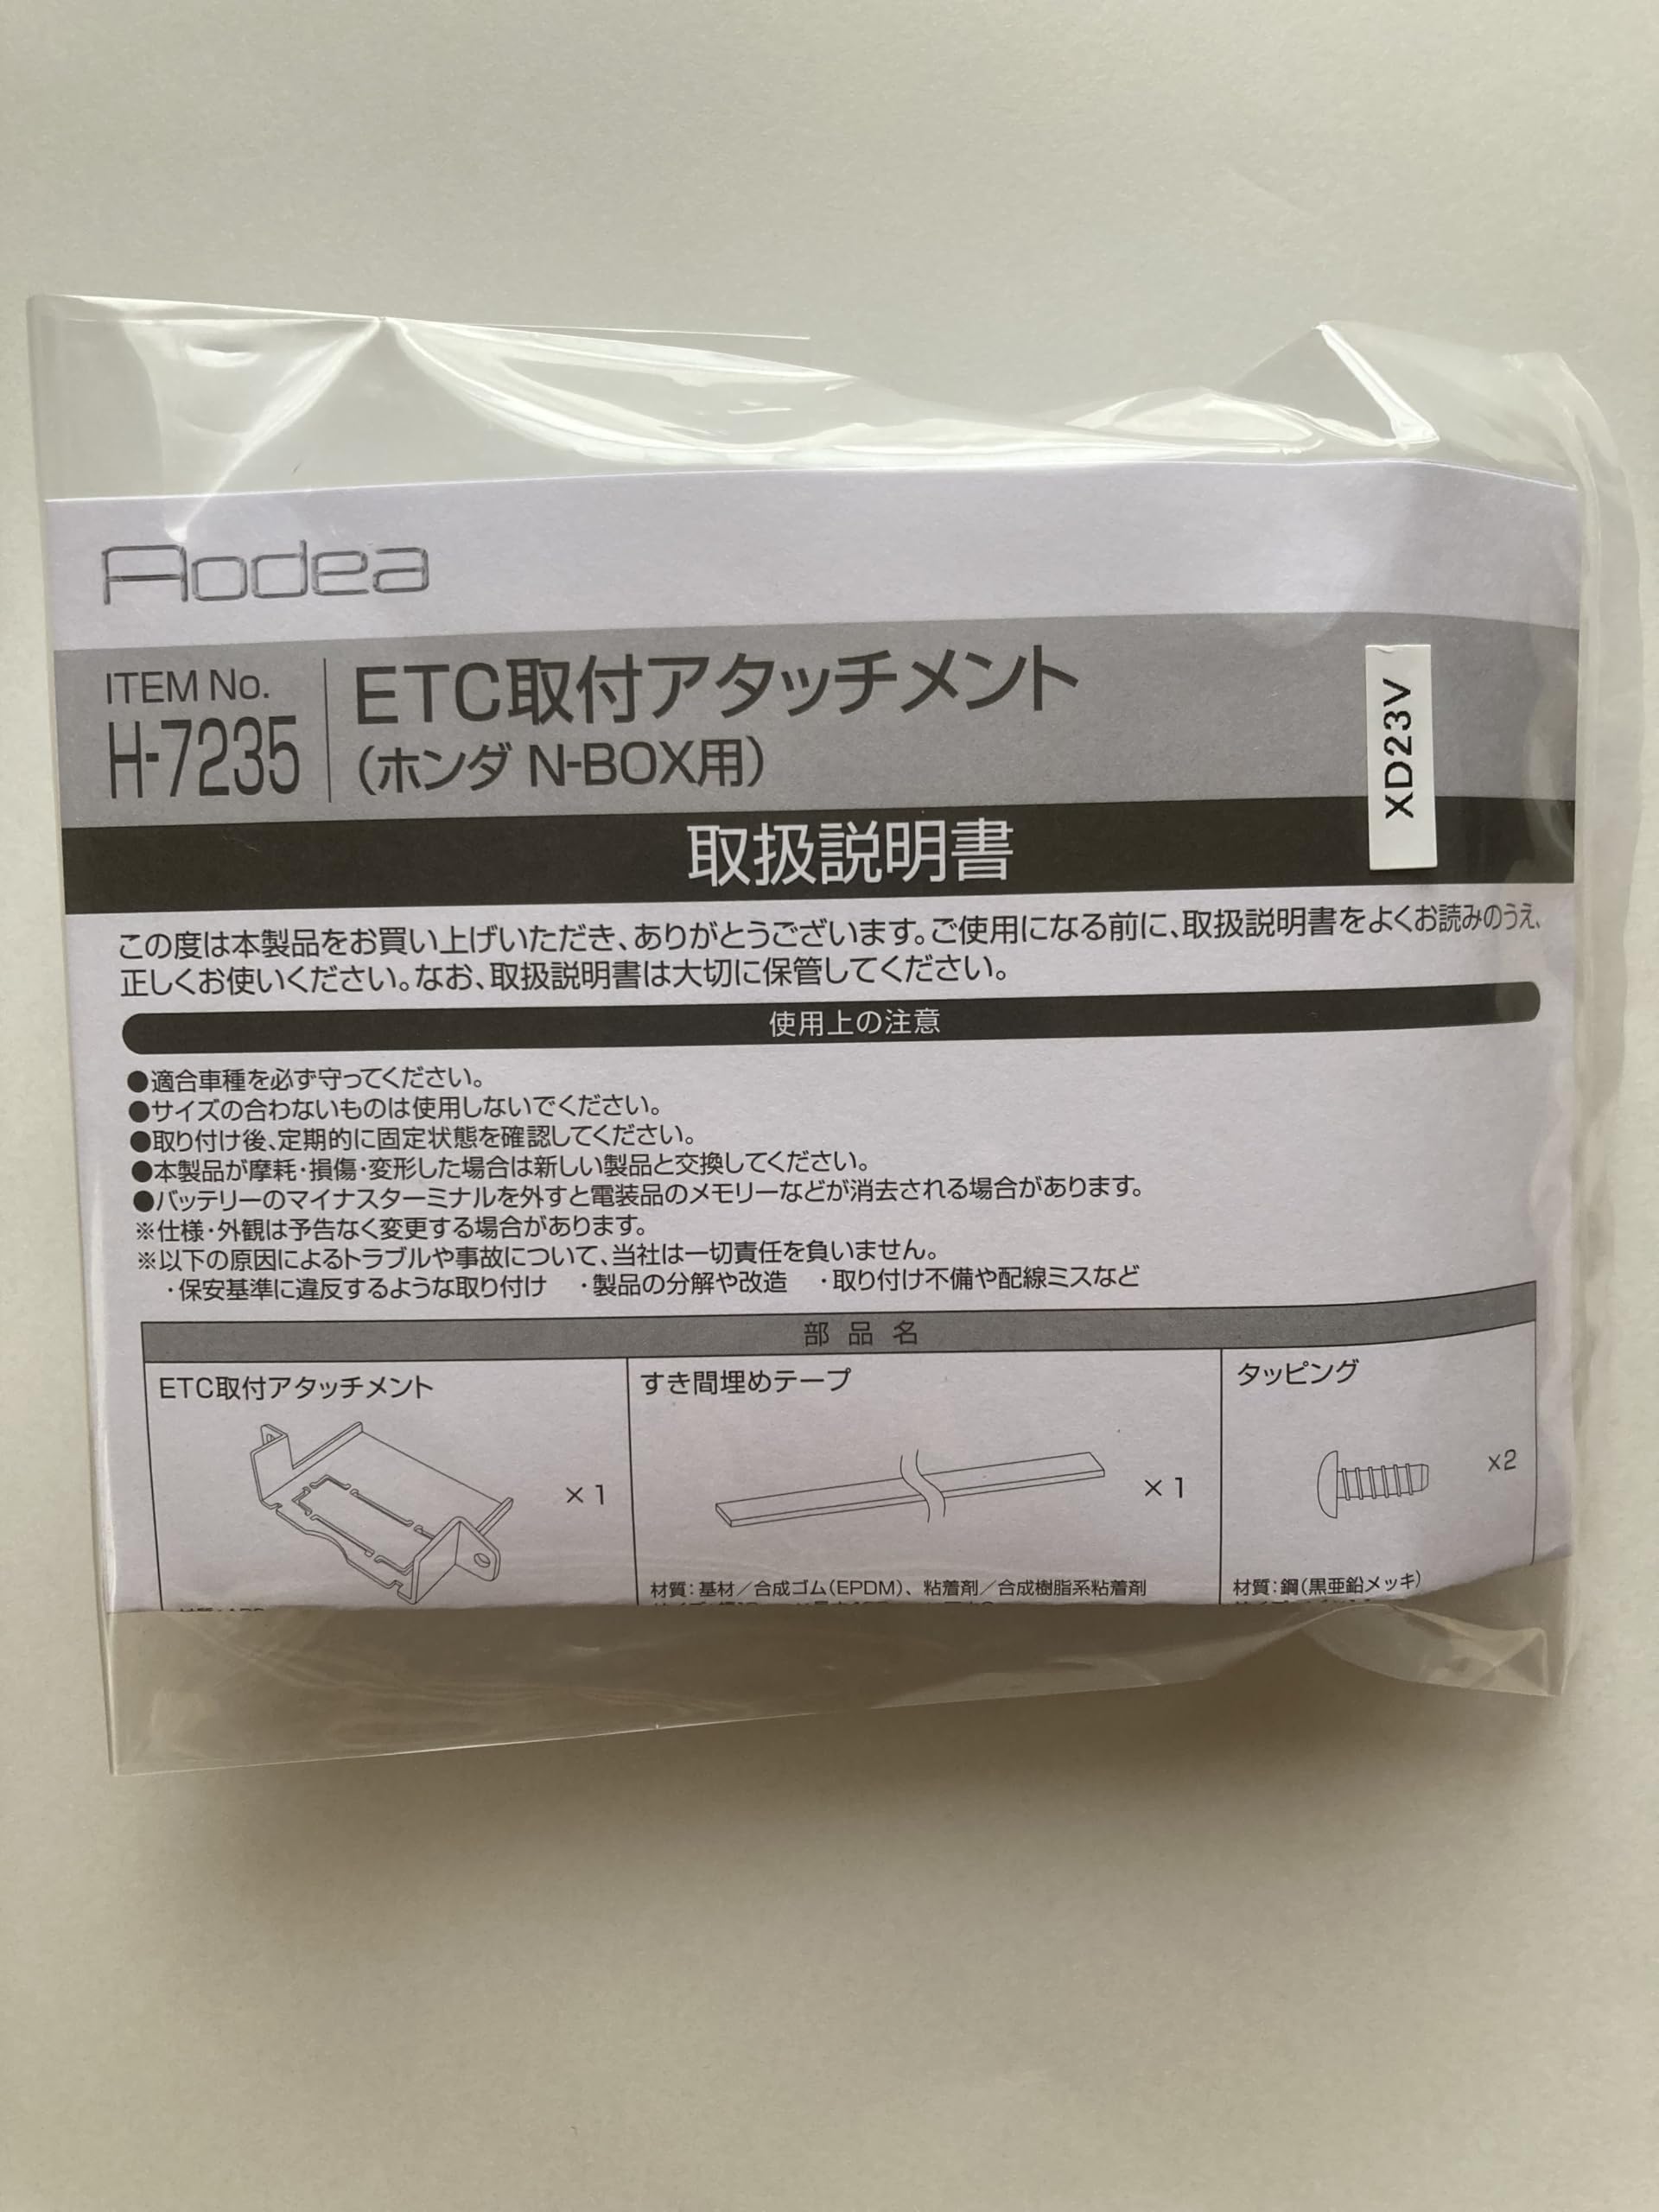 Aodea
ITEM No.
H-7235
ETC取付アタッチメント
(ホンダ N-BOX用)
XD23V
取扱説明書
この度は本製品をお買い上げいただき、ありがとうございます。ご使用になる前に、取扱説明書をよくお読みのうえ、
正しくお使いください。なお、取扱説明書は大切に保管してください。
使用上の注意
●適合車種を必ず守ってください。
●サイズの合わないものは使用しないでください。
●取り付け後、定期的に固定状態を確認してください。
●本製品が摩耗・損傷・変形した場合は新しい製品と交換してください。
●バッテリーのマイナスターミナルを外すと電装品のメモリーなどが消去される場合があります。
※仕様・外観は予告なく変更する場合があります。
※以下の原因によるトラブルや事故について、当社は一切責任を負いません。
・保安基準に違反するような取り付け ・製品の分解や改造 ・取り付け不備や配線ミスなど
部品名
ETC取付アタッチメント
×1
すき間埋めテープ
×1
材質:基材/合成ゴム(EPDM)、粘着剤/合成樹脂系粘着剤
タッピング
×2
材質:鋼(黒亜鉛メッキ)